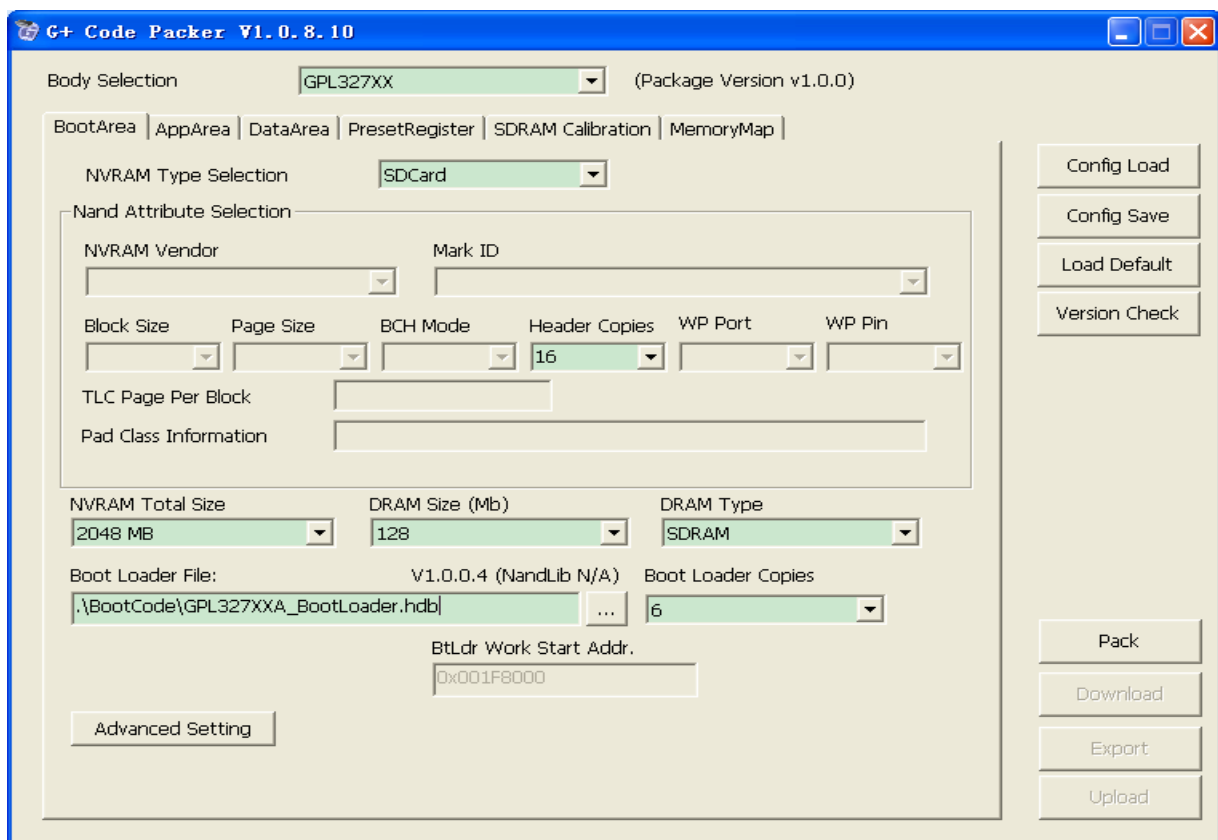 G+ Code Packer V1.0.8.10
Body Selection GPL327XX (Package Version v1.0.0)
BootArea AppArea DataArea PresetRegister SDRAM Calibration MemoryMap
NVRAM Type Selection SDCard
Nand Attribute Selection
NVRAM Vendor Mark ID
Block Size Page Size BCH Mode Header Copies WP Port WP Pin
16
TLC Page Per Block
Pad Class Information
NVRAM Total Size DRAM Size (Mb) DRAM Type
2048 MB 128 SDRAM
Boot Loader File: V1.0.0.4 (NandLib N/A) Boot Loader Copies
.\BootCode\GPL327XXA_BootLoader.hdb ... 6
BtLdr Work Start Addr.
0x001F8000
Advanced Setting
Config Load
Config Save
Load Default
Version Check
Pack
Download
Export
Upload